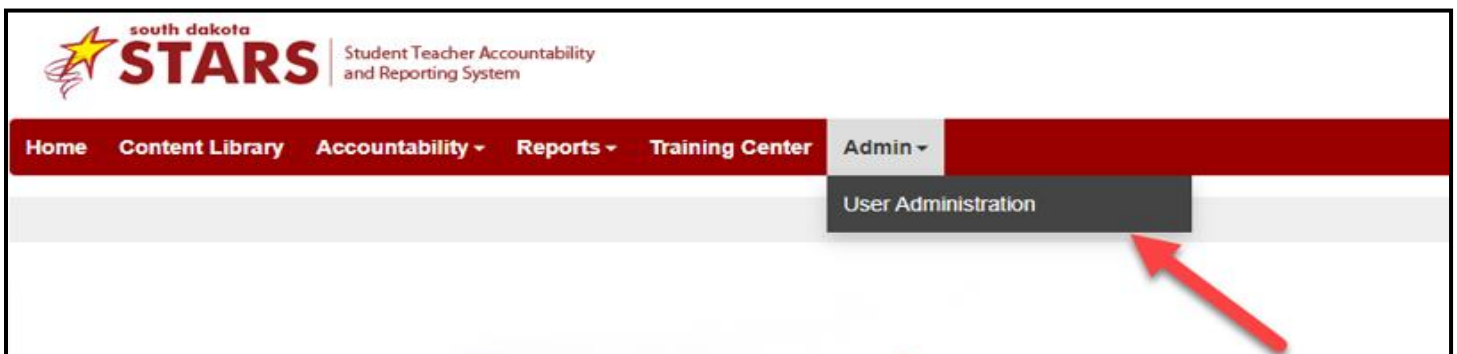 south dakota
STARS
Student Teacher Accountability
and Reporting System
Home Content Library Accountability Reports Training Center Admin
User Administration